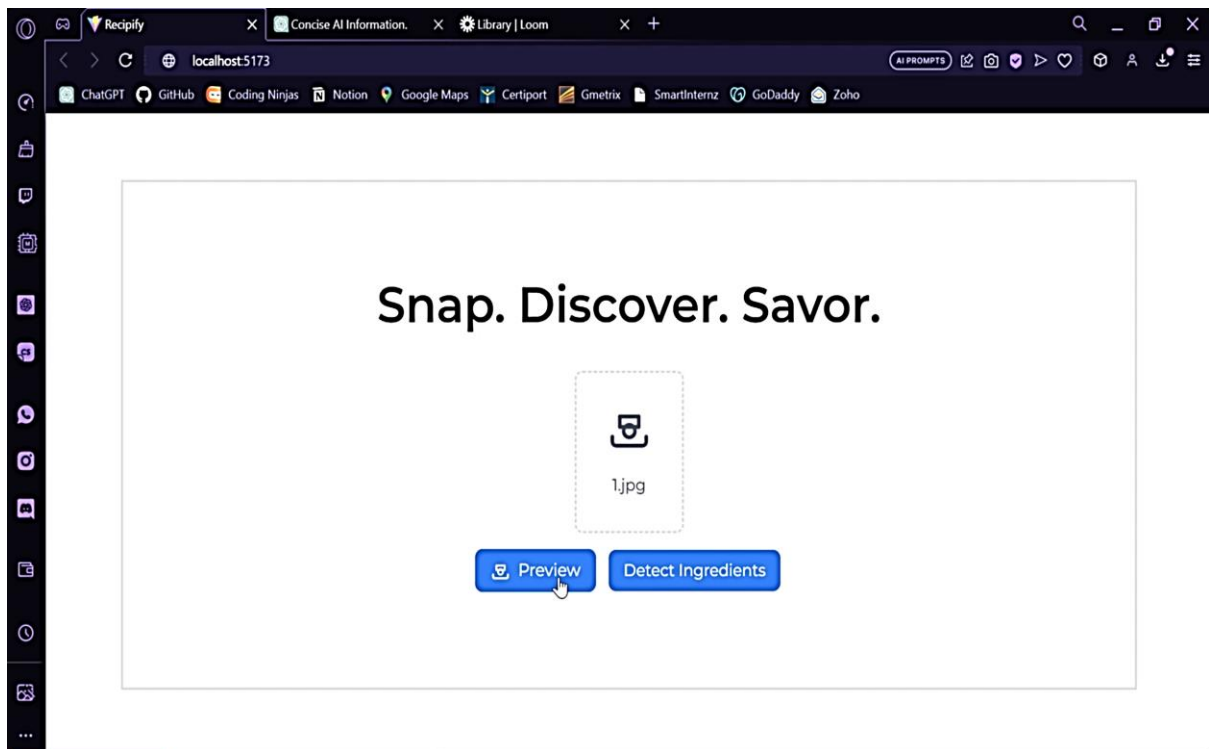 Recipify
Concise AI Information.
Library | Loom
localhost:5173
AI PROMPTS
ChatGPT GitHub Coding Ninjas Notion Google Maps Certiport Gmetrix SmartInternz GoDaddy Zoho
Snap. Discover. Savor.
1.jpg
Preview
Detect Ingredients